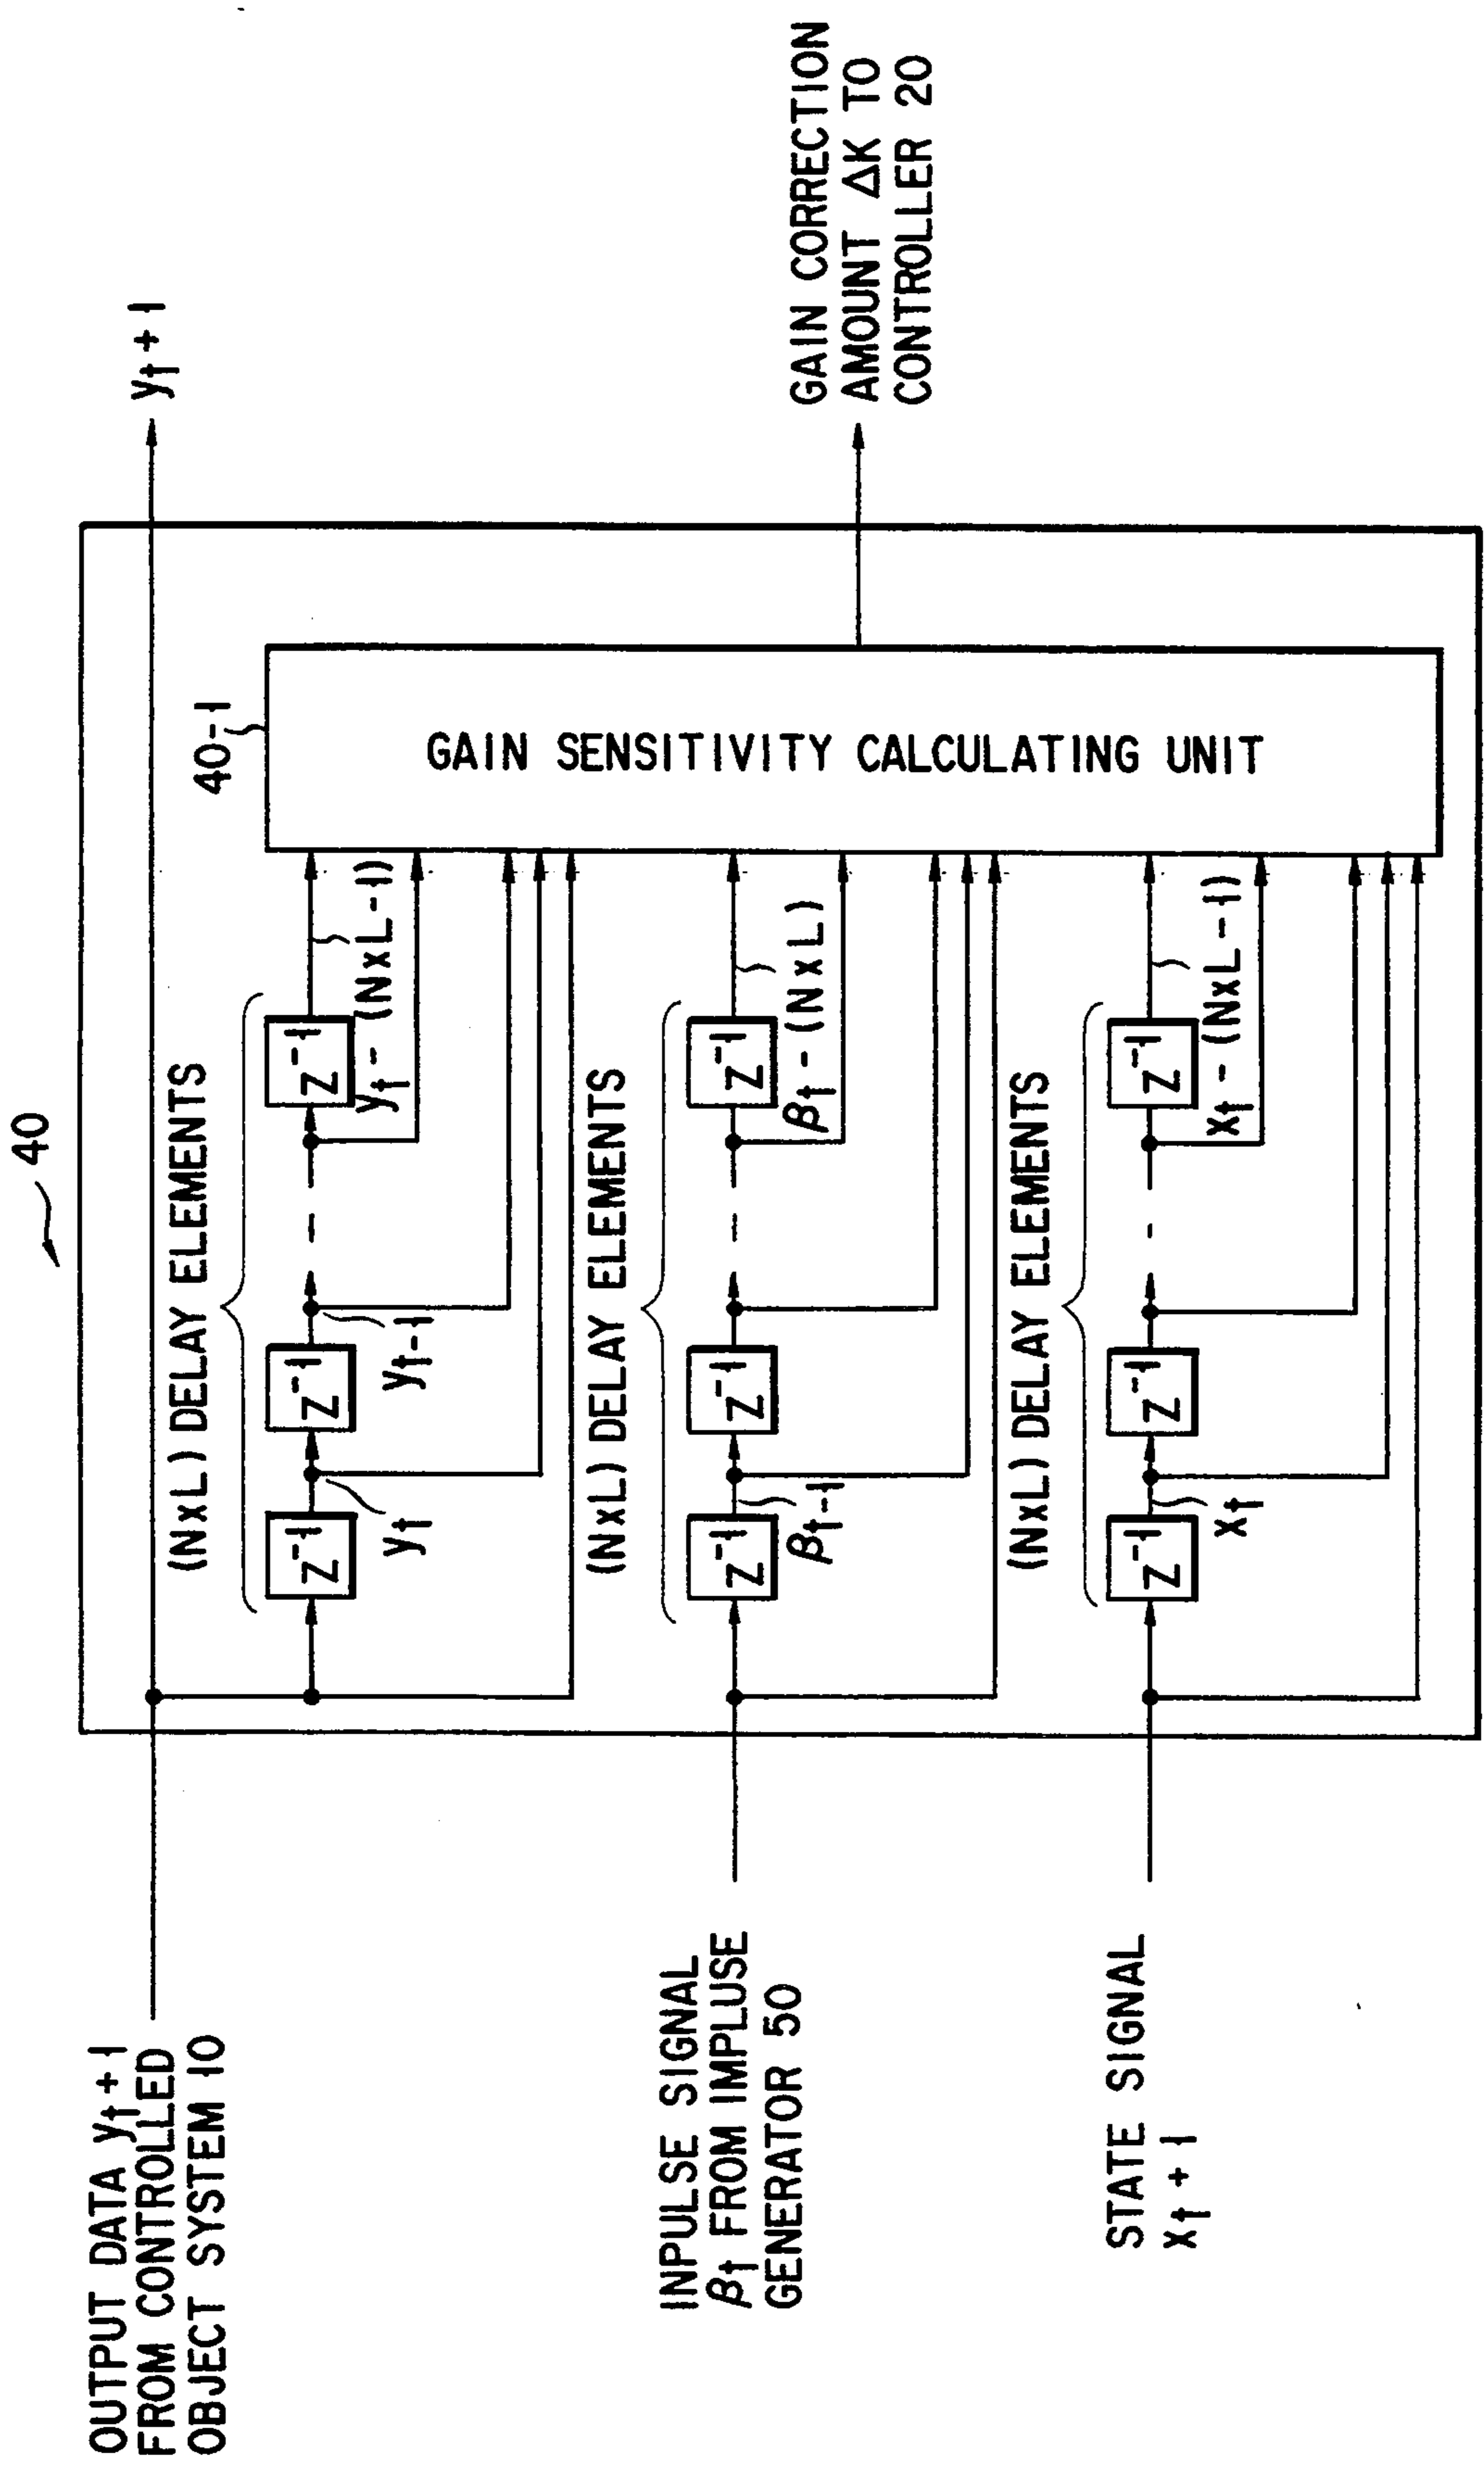 40
OUTPUT DATA yt+1
FROM CONTROLLED
OBJECT SYSTEM 10
yt+1
(N×L) DELAY ELEMENTS
Z⁻¹
Z⁻¹
Z⁻¹
yt
yt-1
yt-(N×L-1)
40-1
GAIN SENSITIVITY CALCULATING UNIT
GAIN CORRECTION
AMOUNT ΔK TO
CONTROLLER 20
INPULSE SIGNAL
βt FROM IMPLUSE
GENERATOR 50
(N×L) DELAY ELEMENTS
Z⁻¹
Z⁻¹
Z⁻¹
βt-1
βt-(N×L)
STATE SIGNAL
xt+1
(N×L) DELAY ELEMENTS
Z⁻¹
Z⁻¹
Z⁻¹
xt
xt-(N×L-1)